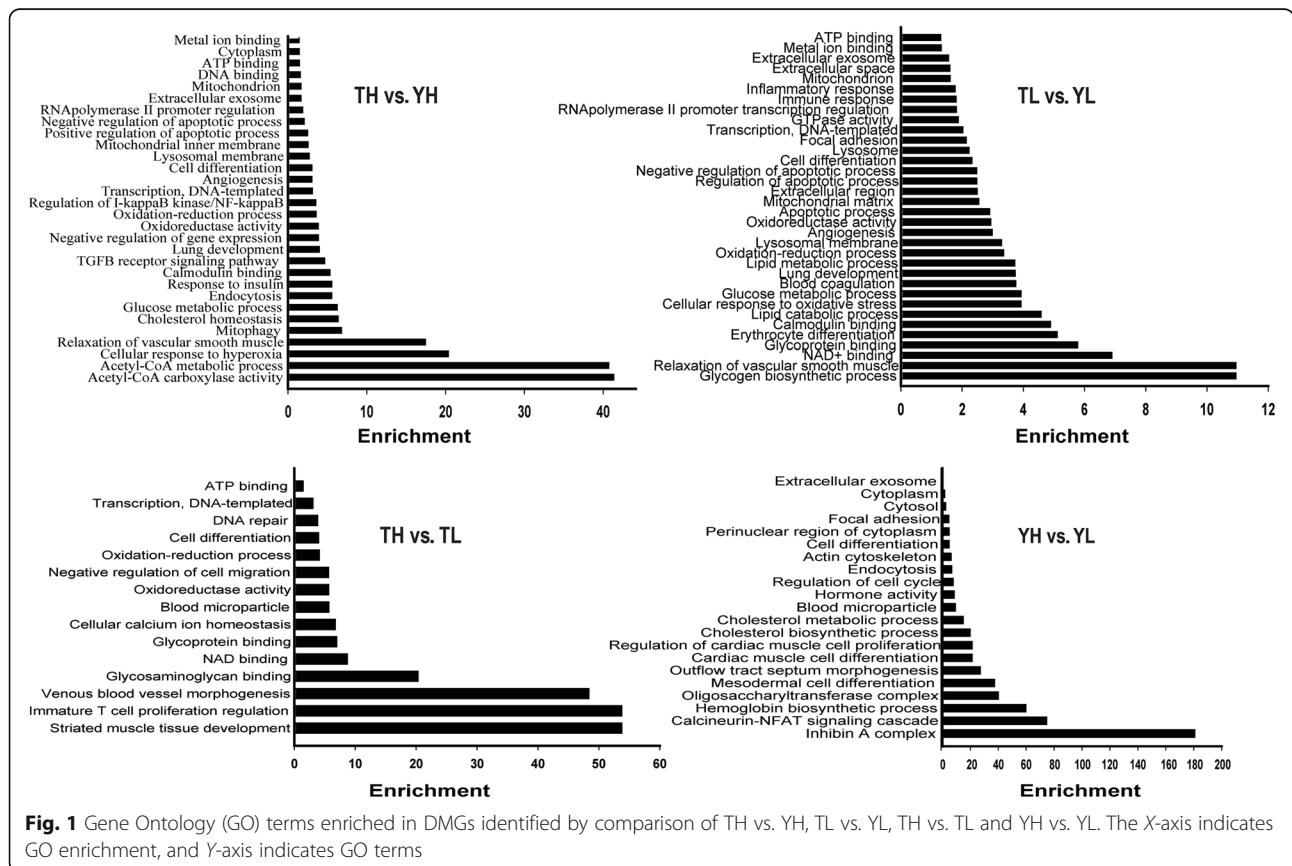 Metal ion binding
Cytoplasm
ATP binding
DNA binding
Mitochondrion
Extracellular exosome
RNApolymerase II promoter regulation
Negative regulation of apoptotic process
Positive regulation of apoptotic process
Mitochondrial inner membrane
Lysosomal membrane
Cell differentiation
Angiogenesis
Transcription, DNA-templated
Regulation of I-kappaB kinase/NF-kappaB
Oxidation-reduction process
Oxidoreductase activity
Negative regulation of gene expression
Lung development
TGFB receptor signaling pathway
Calmodulin binding
Response to insulin
Endocytosis
Glucose metabolic process
Cholesterol homeostasis
Mitophagy
Relaxation of vascular smooth muscle
Cellular response to hyperoxia
Acetyl-CoA metabolic process
Acetyl-CoA carboxylase activity
TH vs. YH
0 10 20 30 40
Enrichment
ATP binding
Metal ion binding
Extracellular exosome
Extracellular space
Mitochondrion
Inflammatory response
Immune response
RNApolymerase II promoter transcription regulation
GTPase activity
Transcription, DNA-templated
Focal adhesion
Lysosome
Cell differentiation
Negative regulation of apoptotic process
Regulation of apoptotic process
Extracellular region
Mitochondrial matrix
Apoptotic process
Oxidoreductase activity
Angiogenesis
Lysosomal membrane
Oxidation-reduction process
Lipid metabolic process
Lung development
Blood coagulation
Glucose metabolic process
Cellular response to oxidative stress
Lipid catabolic process
Calmodulin binding
Erythrocyte differentiation
Glycoprotein binding
NAD+ binding
Relaxation of vascular smooth muscle
Glycogen biosynthetic process
TL vs. YL
0 2 4 6 8 10 12
Enrichment
ATP binding
Transcription, DNA-templated
DNA repair
Cell differentiation
Oxidation-reduction process
Negative regulation of cell migration
Oxidoreductase activity
Blood microparticle
Cellular calcium ion homeostasis
Glycoprotein binding
NAD binding
Glycosaminoglycan binding
Venous blood vessel morphogenesis
Immature T cell proliferation regulation
Striated muscle tissue development
TH vs. TL
0 10 20 30 40 50 60
Enrichment
Extracellular exosome
Cytoplasm
Cytosol
Focal adhesion
Perinuclear region of cytoplasm
Cell differentiation
Actin cytoskeleton
Endocytosis
Regulation of cell cycle
Hormone activity
Blood microparticle
Cholesterol metabolic process
Cholesterol biosynthetic process
Regulation of cardiac muscle cell proliferation
Cardiac muscle cell differentiation
Outflow tract septum morphogenesis
Mesodermal cell differentiation
Oligosaccharyltransferase complex
Hemoglobin biosynthetic process
Calcineurin-NFAT signaling cascade
Inhibin A complex
YH vs. YL
0 20 40 60 80 100 120 140 160 180 200
Enrichment
Fig. 1 Gene Ontology (GO) terms enriched in DMGs identified by comparison of TH vs. YH, TL vs. YL, TH vs. TL and YH vs. YL. The X-axis indicates
GO enrichment, and Y-axis indicates GO terms